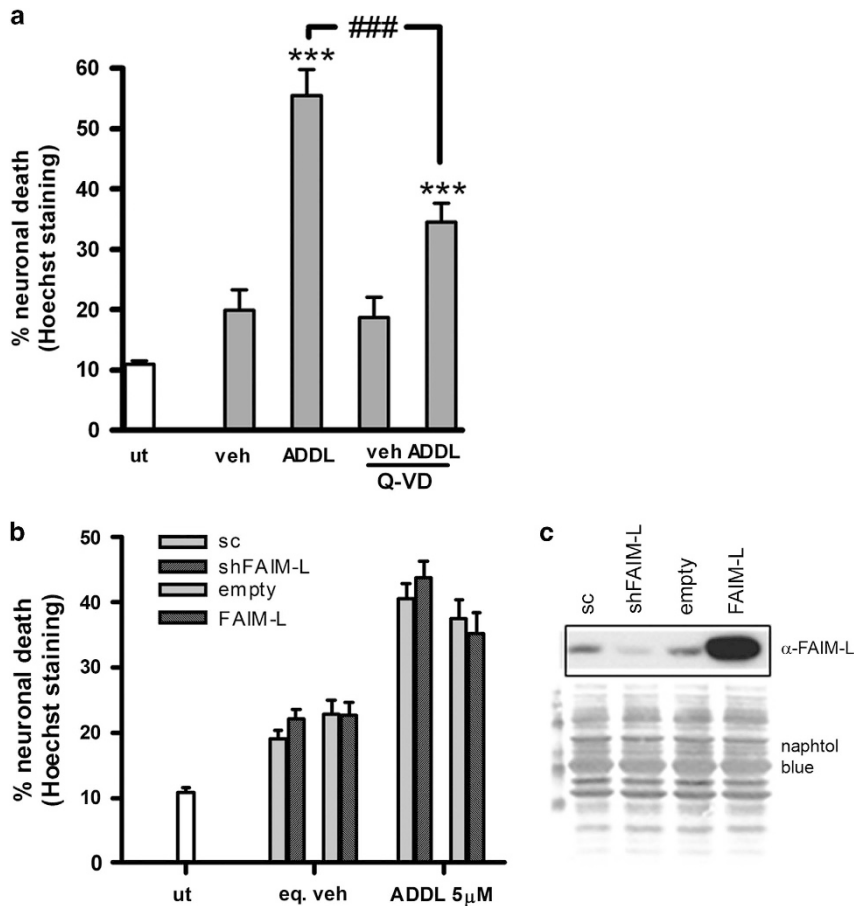 a
###
***
***
60
50
40
30
20
10
0
% neuronal death
(Hoechst staining)
ut veh ADDL veh ADDL
Q-VD
b
sc
shFAIM-L
empty
FAIM-L
50
40
30
20
10
0
% neuronal death
(Hoechst staining)
ut eq. veh ADDL 5μM
c
sc
shFAIM-L
empty
FAIM-L
α-FAIM-L
naphtol
blue